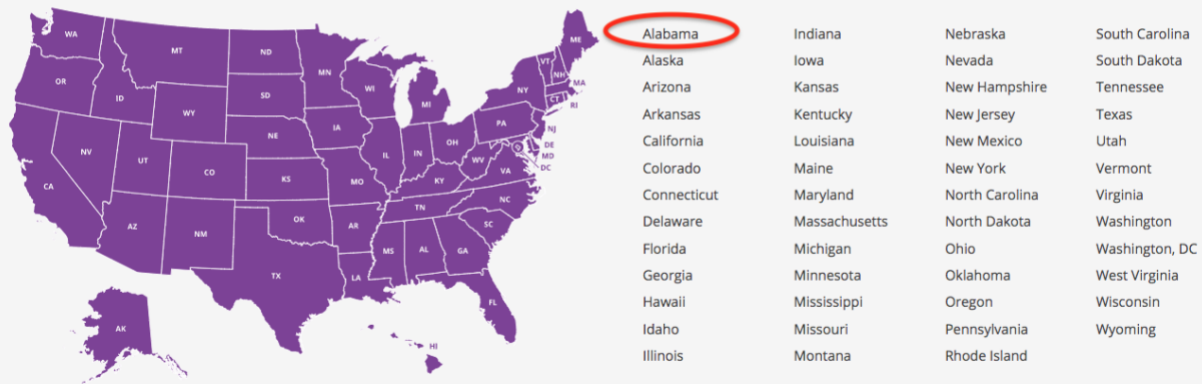 WA
MT
ND
MN
ME
OR
ID
WY
SD
WI
MI
VT
NH
NY
MA
CT
RI
NV
UT
CO
NE
IA
IL
IN
OH
PA
NJ
DE
MD
DC
CA
AZ
NM
KS
MO
KY
WV
VA
OK
AR
TN
NC
SC
TX
LA
MS
AL
GA
FL
AK
HI
Alabama
Alaska
Arizona
Arkansas
California
Colorado
Connecticut
Delaware
Florida
Georgia
Hawaii
Idaho
Illinois
Indiana
Iowa
Kansas
Kentucky
Louisiana
Maine
Maryland
Massachusetts
Michigan
Minnesota
Mississippi
Missouri
Montana
Nebraska
Nevada
New Hampshire
New Jersey
New Mexico
New York
North Carolina
North Dakota
Ohio
Oklahoma
Oregon
Pennsylvania
Rhode Island
South Carolina
South Dakota
Tennessee
Texas
Utah
Vermont
Virginia
Washington
Washington, DC
West Virginia
Wisconsin
Wyoming